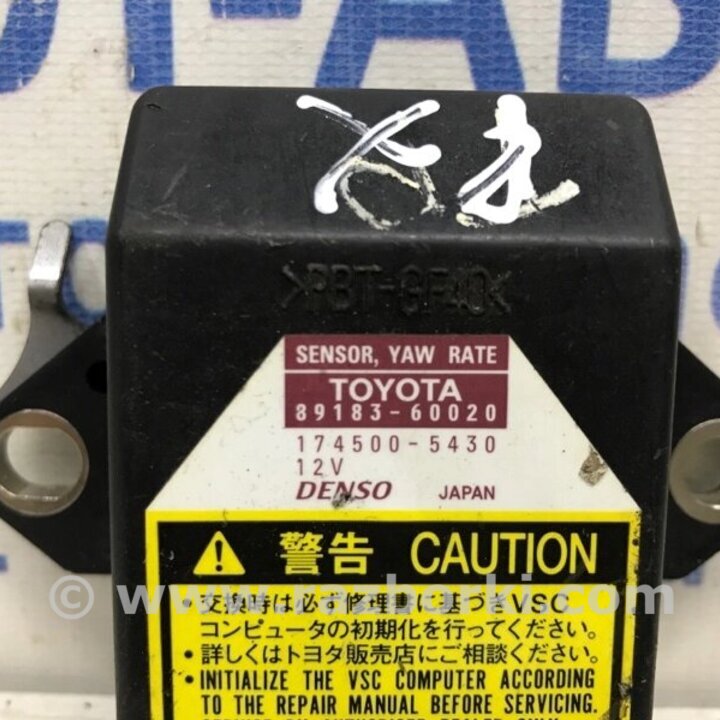 >PBT-GF40<
SENSOR, YAW RATE
TOYOTA
89183-60020
174500-5430
12V
DENSO JAPAN
警告 CAUTION
・交換時は必ず修理書に基づきVSC
コンピュータの初期化を行ってください。
・詳しくはトヨタ販売店にご相談ください。
・INITIALIZE THE VSC COMPUTER ACCORDING
TO THE REPAIR MANUAL BEFORE SERVICING.
© www.razborki.com